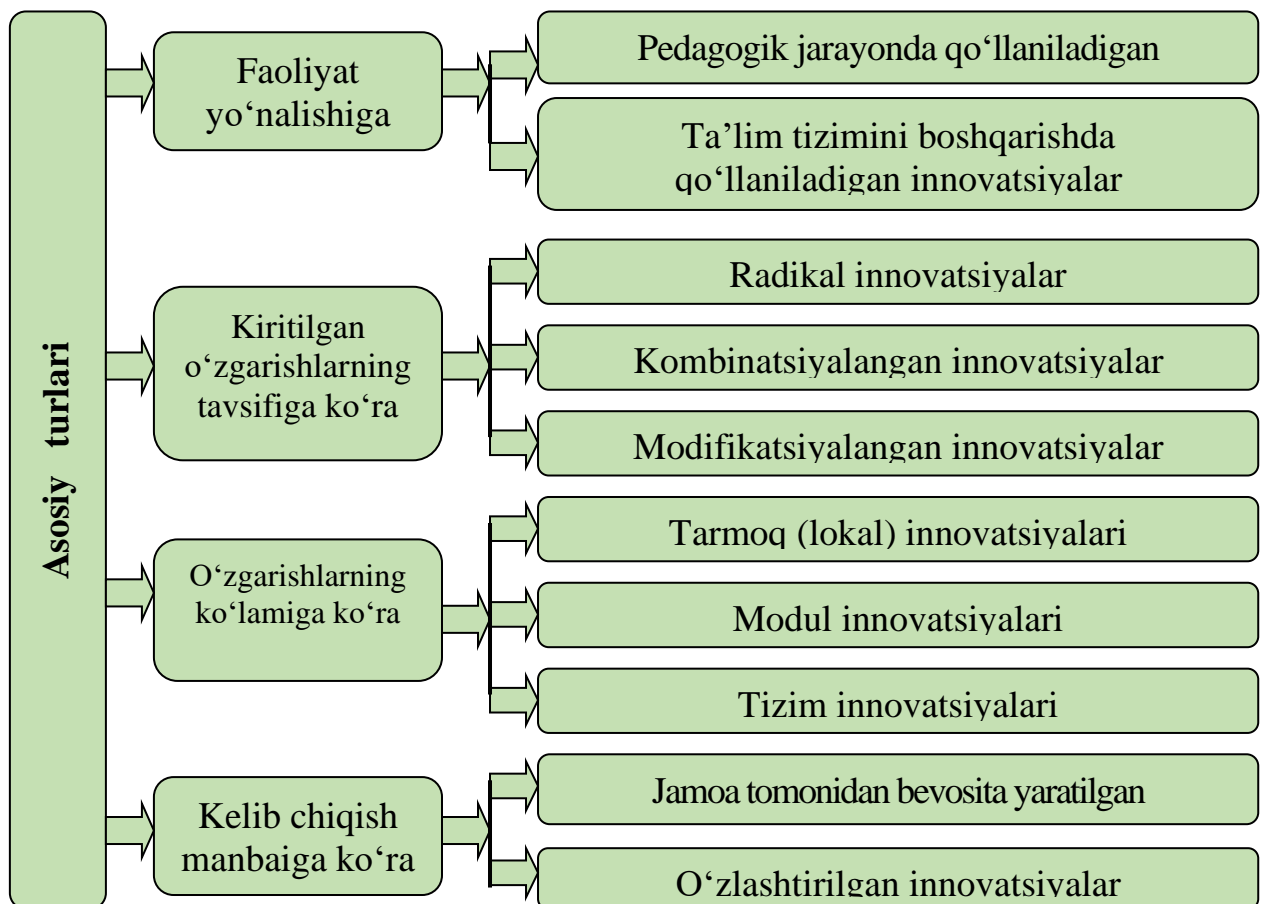 Asosiy turlari
Faoliyat
yo‘nalishiga
Pedagogik jarayonda qo‘llaniladigan
Ta’lim tizimini boshqarishda
qo‘llaniladigan innovatsiyalar
Kiritilgan
o‘zgarishlarning
tavsifiga ko‘ra
Radikal innovatsiyalar
Kombinatsiyalangan innovatsiyalar
Modifikatsiyalangan innovatsiyalar
O‘zgarishlarning
ko‘lamiga ko‘ra
Tarmoq (lokal) innovatsiyalari
Modul innovatsiyalari
Tizim innovatsiyalari
Kelib chiqish
manbaiga ko‘ra
Jamoa tomonidan bevosita yaratilgan
O‘zlashtirilgan innovatsiyalar